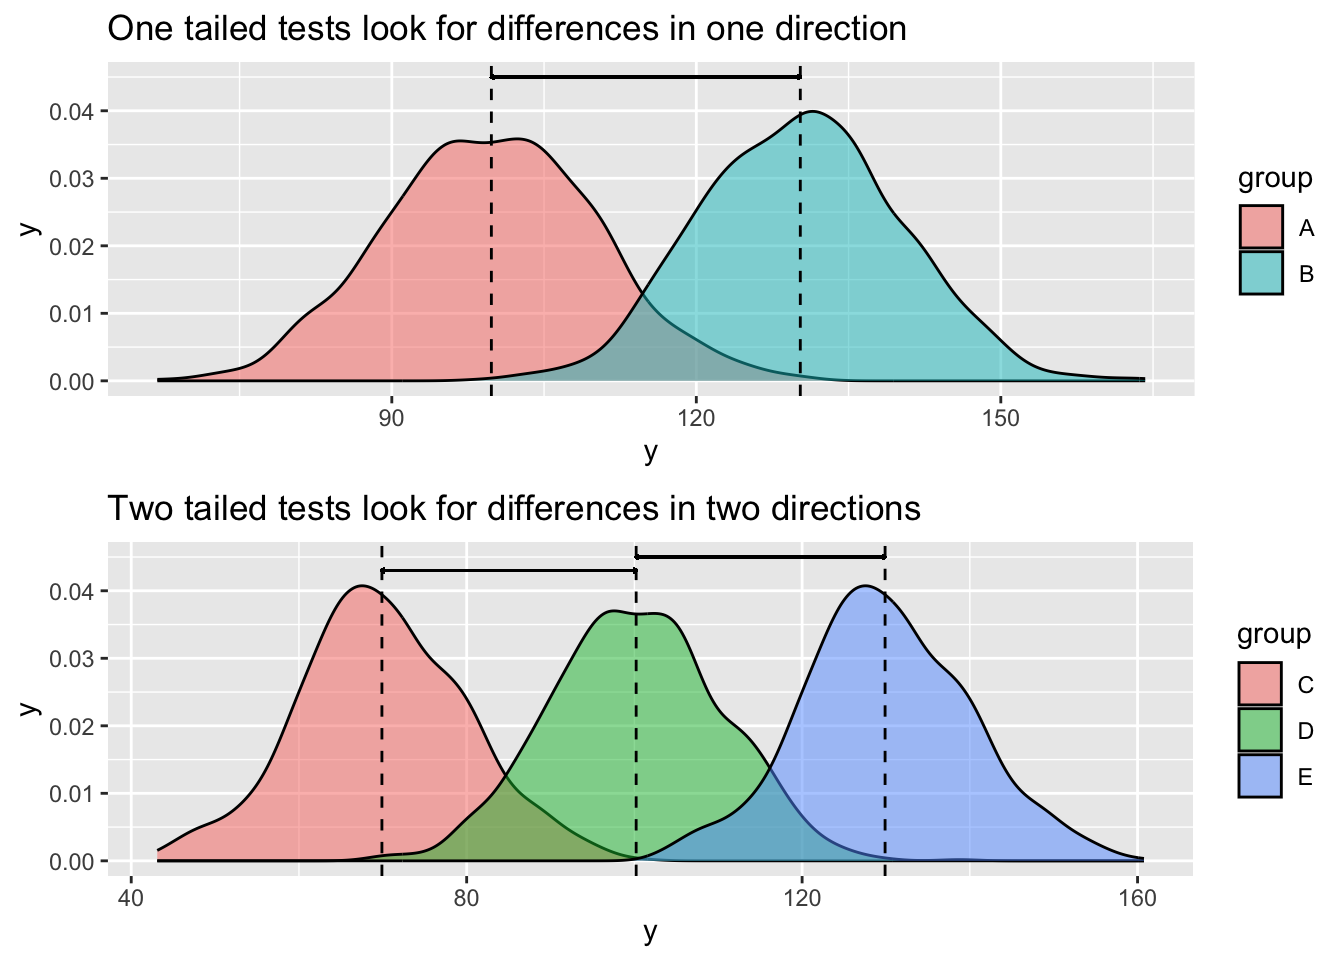 One tailed tests look for differences in one direction
0.04
0.03
0.02
0.01
0.00
y
90 120 150
y
group
A
B
Two tailed tests look for differences in two directions
0.04
0.03
0.02
0.01
0.00
y
40 80 120 160
y
group
C
D
E